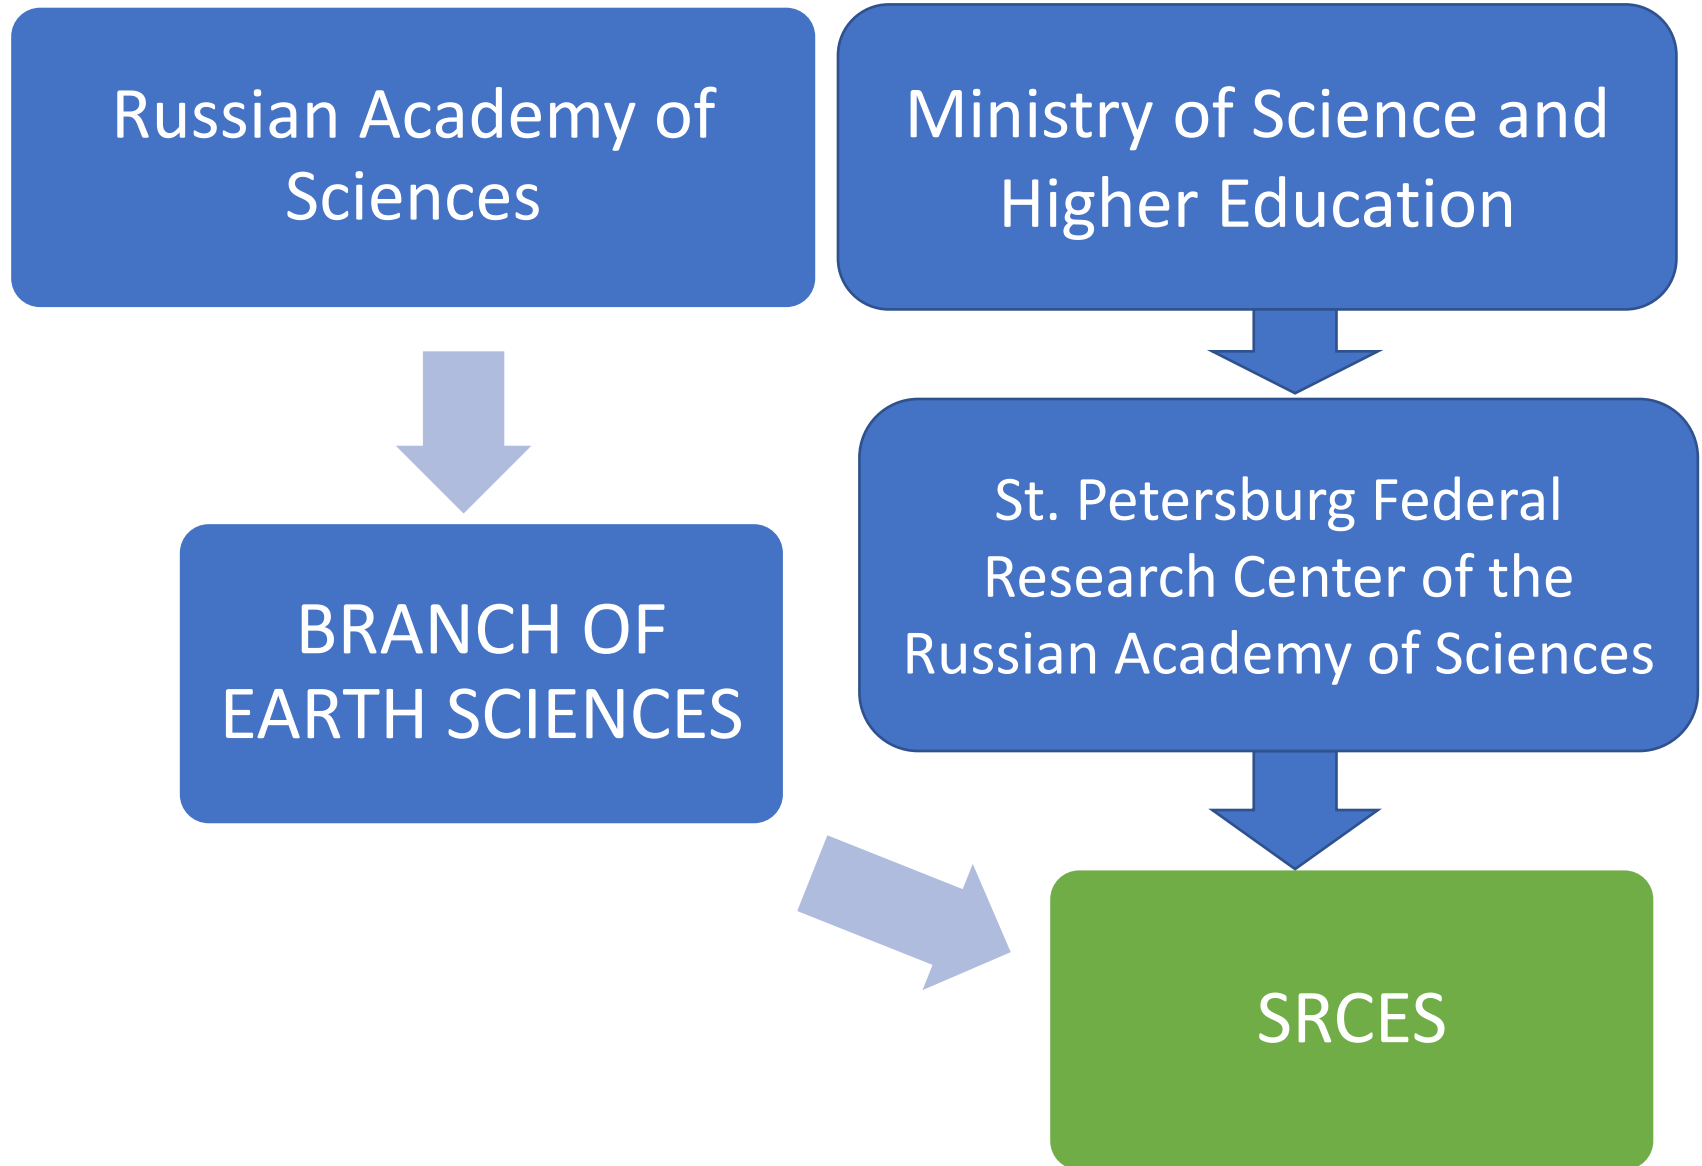 Russian Academy of
Sciences
Ministry of Science and
Higher Education
BRANCH OF
EARTH SCIENCES
St. Petersburg Federal
Research Center of the
Russian Academy of Sciences
SRCES